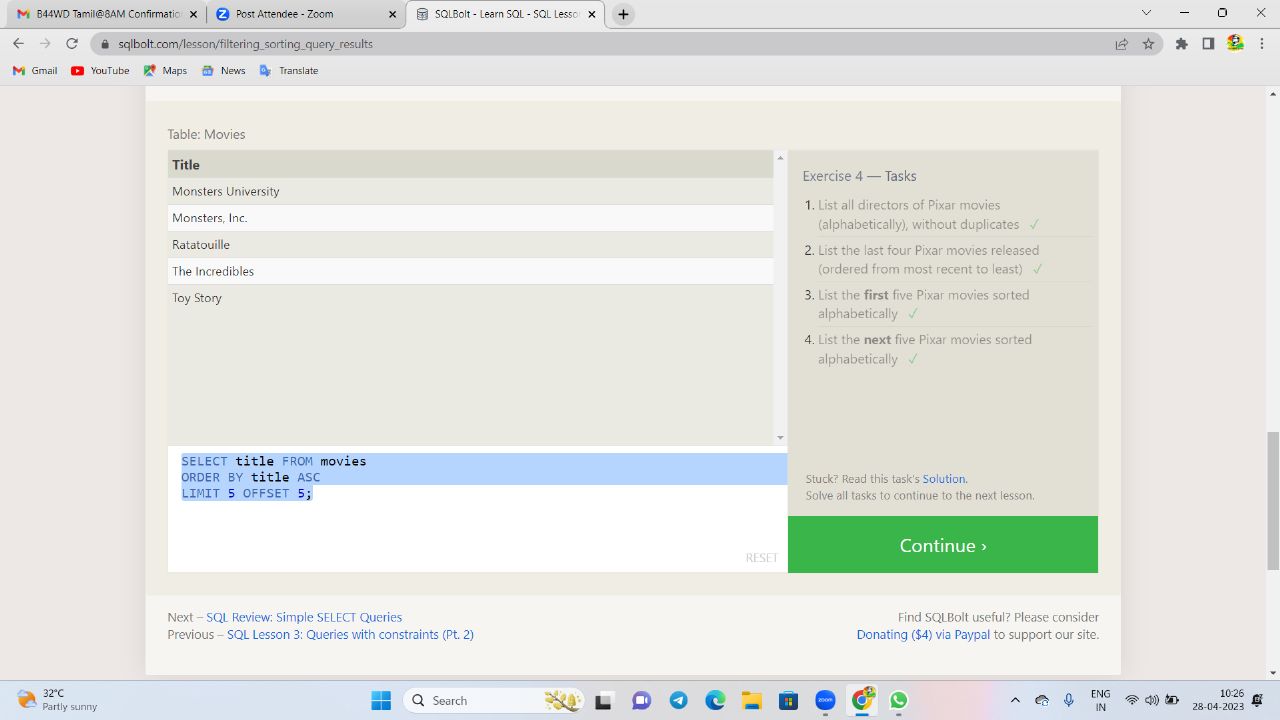 B44WD Tamil@8AM Confirmatio
Post Attendee - Zoom
SQLBolt - Learn SQL - SQL Lesso
sqlbolt.com/lesson/filtering_sorting_query_results
Gmail
YouTube
Maps
News
Translate
Table: Movies
Title
Monsters University
Monsters, Inc.
Ratatouille
The Incredibles
Toy Story
SELECT title FROM movies
ORDER BY title ASC
LIMIT 5 OFFSET 5;
RESET
Exercise 4 — Tasks
1. List all directors of Pixar movies
(alphabetically), without duplicates ✓
2. List the last four Pixar movies released
(ordered from most recent to least) ✓
3. List the first five Pixar movies sorted
alphabetically ✓
4. List the next five Pixar movies sorted
alphabetically ✓
Stuck? Read this task's Solution.
Solve all tasks to continue to the next lesson.
Continue ›
Next – SQL Review: Simple SELECT Queries
Previous – SQL Lesson 3: Queries with constraints (Pt. 2)
Find SQLBolt useful? Please consider
Donating ($4) via Paypal to support our site.
32°C
Partly sunny
Search
zoom
ENG
IN
10:26
28-04-2023